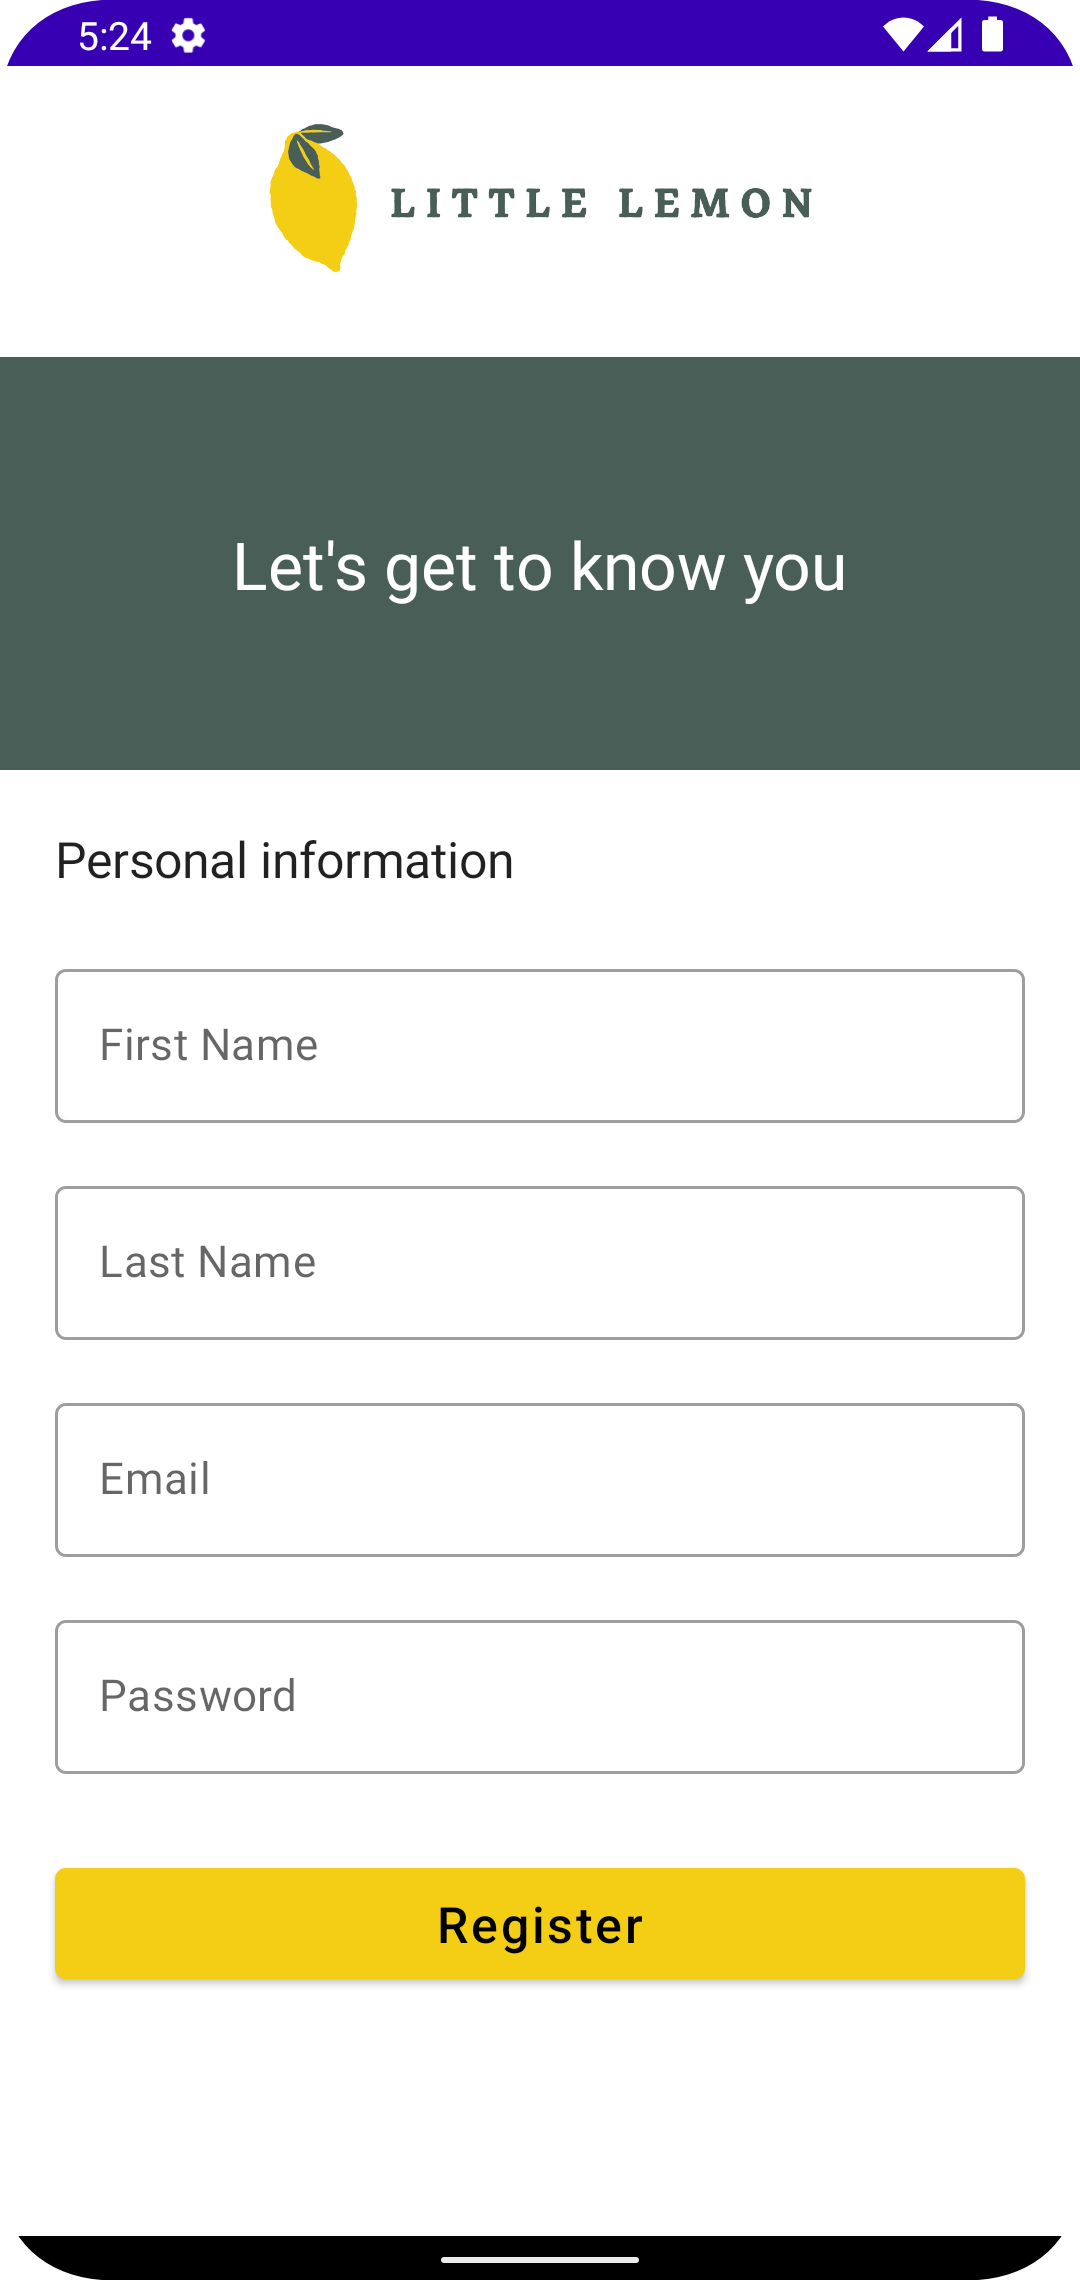 5:24
LITTLE LEMON
Let's get to know you
Personal information
First Name
Last Name
Email
Password
Register